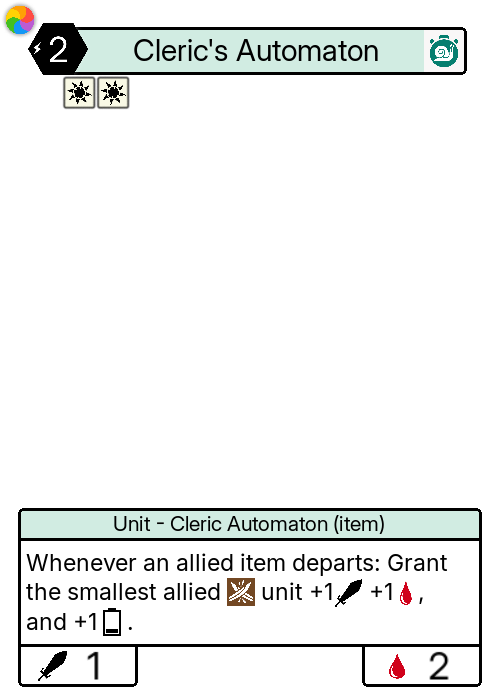 2
Cleric's Automaton
Unit - Cleric Automaton (item)
Whenever an allied item departs: Grant
the smallest allied unit +1 +1 ,
and +1 .
1
2